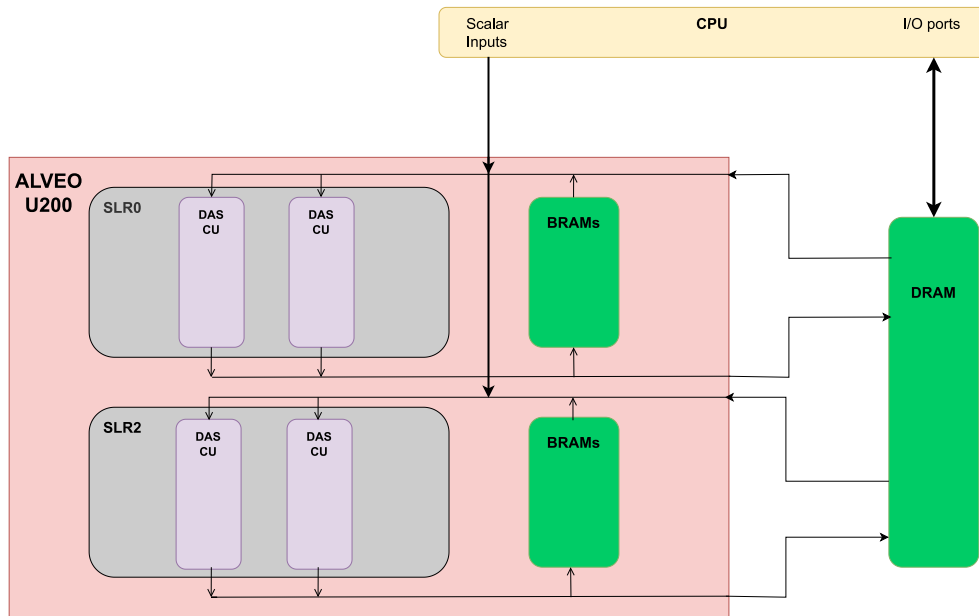 Scalar
Inputs
CPU
I/O ports
ALVEO
U200
SLR0
DAS
CU
DAS
CU
BRAMs
DRAM
SLR2
DAS
CU
DAS
CU
BRAMs